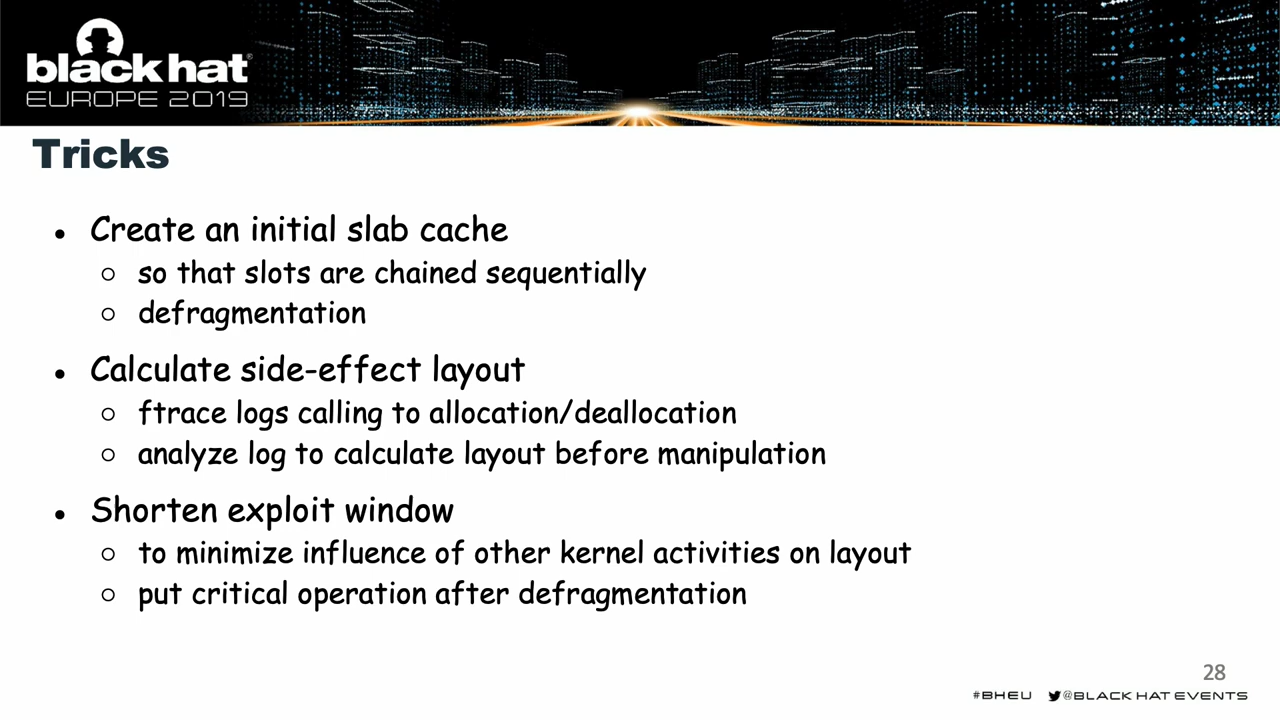 black hat
EUROPE 2019
Tricks
● Create an initial slab cache
○ so that slots are chained sequentially
○ defragmentation
● Calculate side-effect layout
○ ftrace logs calling to allocation/deallocation
○ analyze log to calculate layout before manipulation
● Shorten exploit window
○ to minimize influence of other kernel activities on layout
○ put critical operation after defragmentation
28
#BHEU @BLACK HAT EVENTS